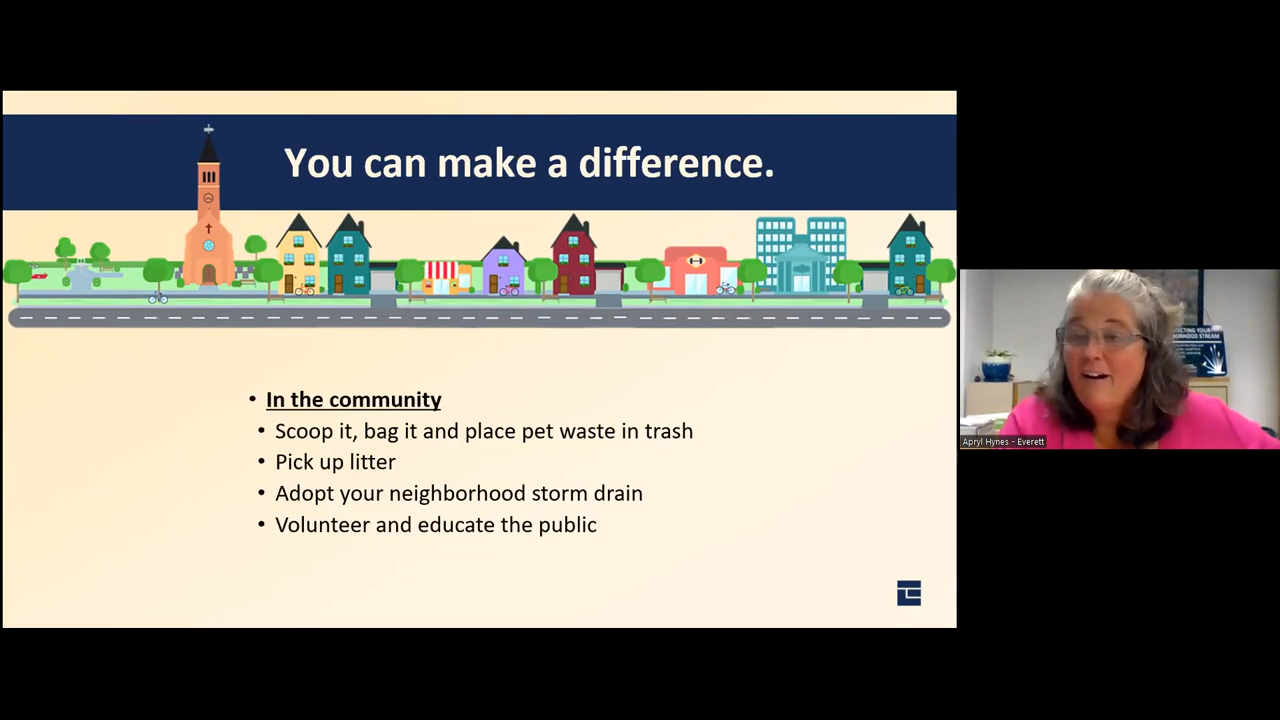 You can make a difference.
• In the community
• Scoop it, bag it and place pet waste in trash
• Pick up litter
• Adopt your neighborhood storm drain
• Volunteer and educate the public
Apryl Hynes - Everett